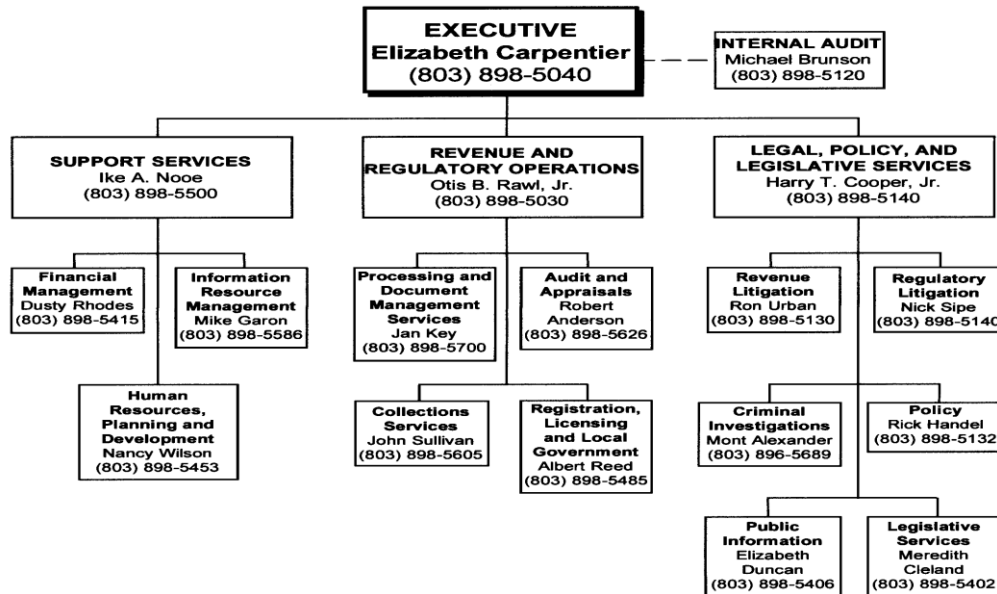 EXECUTIVE
Elizabeth Carpentier
(803) 898-5040
INTERNAL AUDIT
Michael Brunson
(803) 898-5120
SUPPORT SERVICES
Ike A. Nooe
(803) 898-5500
REVENUE AND
REGULATORY OPERATIONS
Otis B. Rawl, Jr.
(803) 898-5030
LEGAL, POLICY, AND
LEGISLATIVE SERVICES
Harry T. Cooper, Jr.
(803) 898-5140
Financial
Management
Dusty Rhodes
(803) 898-5415
Information
Resource
Management
Mike Garon
(803) 898-5586
Human
Resources,
Planning and
Development
Nancy Wilson
(803) 898-5453
Processing and
Document
Management
Services
Jan Key
(803) 898-5700
Audit and
Appraisals
Robert
Anderson
(803) 898-5626
Collections
Services
John Sullivan
(803) 898-5605
Registration,
Licensing
and Local
Government
Albert Reed
(803) 898-5485
Revenue
Litigation
Ron Urban
(803) 898-5130
Regulatory
Litigation
Nick Sipe
(803) 898-5140
Criminal
Investigations
Mont Alexander
(803) 896-5689
Policy
Rick Handel
(803) 898-5132
Public
Information
Elizabeth
Duncan
(803) 898-5406
Legislative
Services
Meredith
Cleland
(803) 898-5402